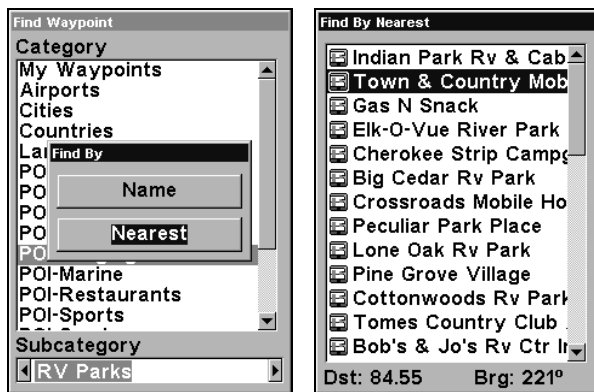 Find Waypoint
Category
My Waypoints
Airports
Cities
Countries
Find By
Name
Nearest
POI-Marine
POI-Restaurants
POI-Sports
Subcategory
RV Parks
Find By Nearest
Indian Park Rv & Cab
Town & Country Mob
Gas N Snack
Elk-O-Vue River Park
Cherokee Strip Campg
Big Cedar Rv Park
Crossroads Mobile Ho
Peculiar Park Place
Lone Oak Rv Park
Pine Grove Village
Cottonwoods Rv Park
Tomes Country Club
Bob's & Jo's Rv Ctr I
Dst: 84.55 Brg: 221º